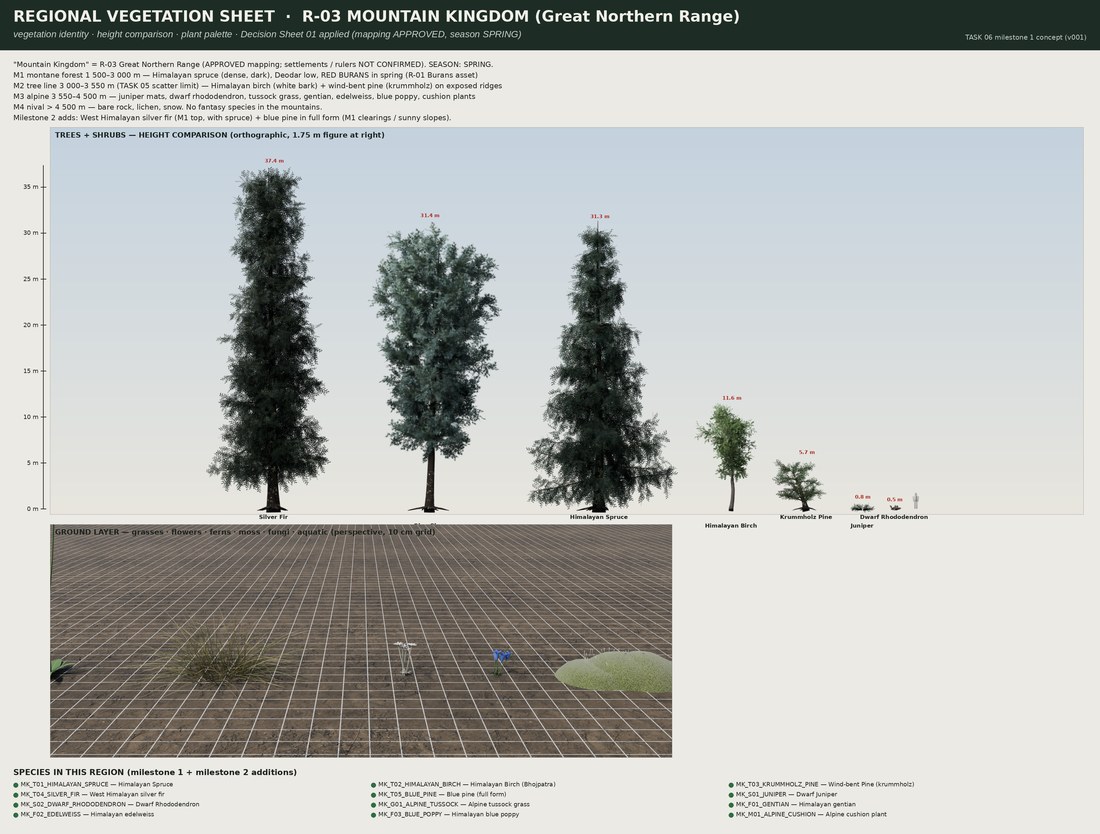 REGIONAL VEGETATION SHEET · R-03 MOUNTAIN KINGDOM (Great Northern Range)
vegetation identity · height comparison · plant palette · Decision Sheet 01 applied (mapping APPROVED, season SPRING)
TASK 06 milestone 1 concept (v001)
"Mountain Kingdom" = R-03 Great Northern Range (APPROVED mapping; settlements / rulers NOT CONFIRMED). SEASON: SPRING.
M1 montane forest 1 500–3 000 m — Himalayan spruce (dense, dark), Deodar low, RED BURANS in spring (R-01 Burans asset)
M2 tree line 3 000–3 550 m (TASK 05 scatter limit) — Himalayan birch (white bark) + wind-bent pine (krummholz) on exposed ridges
M3 alpine 3 550–4 500 m — juniper mats, dwarf rhododendron, tussock grass, gentian, edelweiss, blue poppy, cushion plants
M4 nival > 4 500 m — bare rock, lichen, snow. No fantasy species in the mountains.
Milestone 2 adds: West Himalayan silver fir (M1 top, with spruce) + blue pine in full form (M1 clearings / sunny slopes).
TREES + SHRUBS — HEIGHT COMPARISON (orthographic, 1.75 m figure at right)
37.4 m
31.4 m
31.3 m
11.6 m
5.7 m
0.8 m
0.5 m
35 m
30 m
25 m
20 m
15 m
10 m
5 m
0 m
Silver Fir
Himalayan Spruce
Himalayan Birch
Krummholz Pine
Juniper
Dwarf Rhododendron
GROUND LAYER — grasses · flowers · ferns · moss · fungi · aquatic (perspective, 10 cm grid)
SPECIES IN THIS REGION (milestone 1 + milestone 2 additions)
MK_T01_HIMALAYAN_SPRUCE — Himalayan Spruce
MK_T02_HIMALAYAN_BIRCH — Himalayan Birch (Bhojpatra)
MK_T03_KRUMMHOLZ_PINE — Wind-bent Pine (krummholz)
MK_T04_SILVER_FIR — West Himalayan silver fir
MK_T05_BLUE_PINE — Blue pine (full form)
MK_S01_JUNIPER — Dwarf Juniper
MK_S02_DWARF_RHODODENDRON — Dwarf Rhododendron
MK_G01_ALPINE_TUSSOCK — Alpine tussock grass
MK_F01_GENTIAN — Himalayan gentian
MK_F02_EDELWEISS — Himalayan edelweiss
MK_F03_BLUE_POPPY — Himalayan blue poppy
MK_M01_ALPINE_CUSHION — Alpine cushion plant